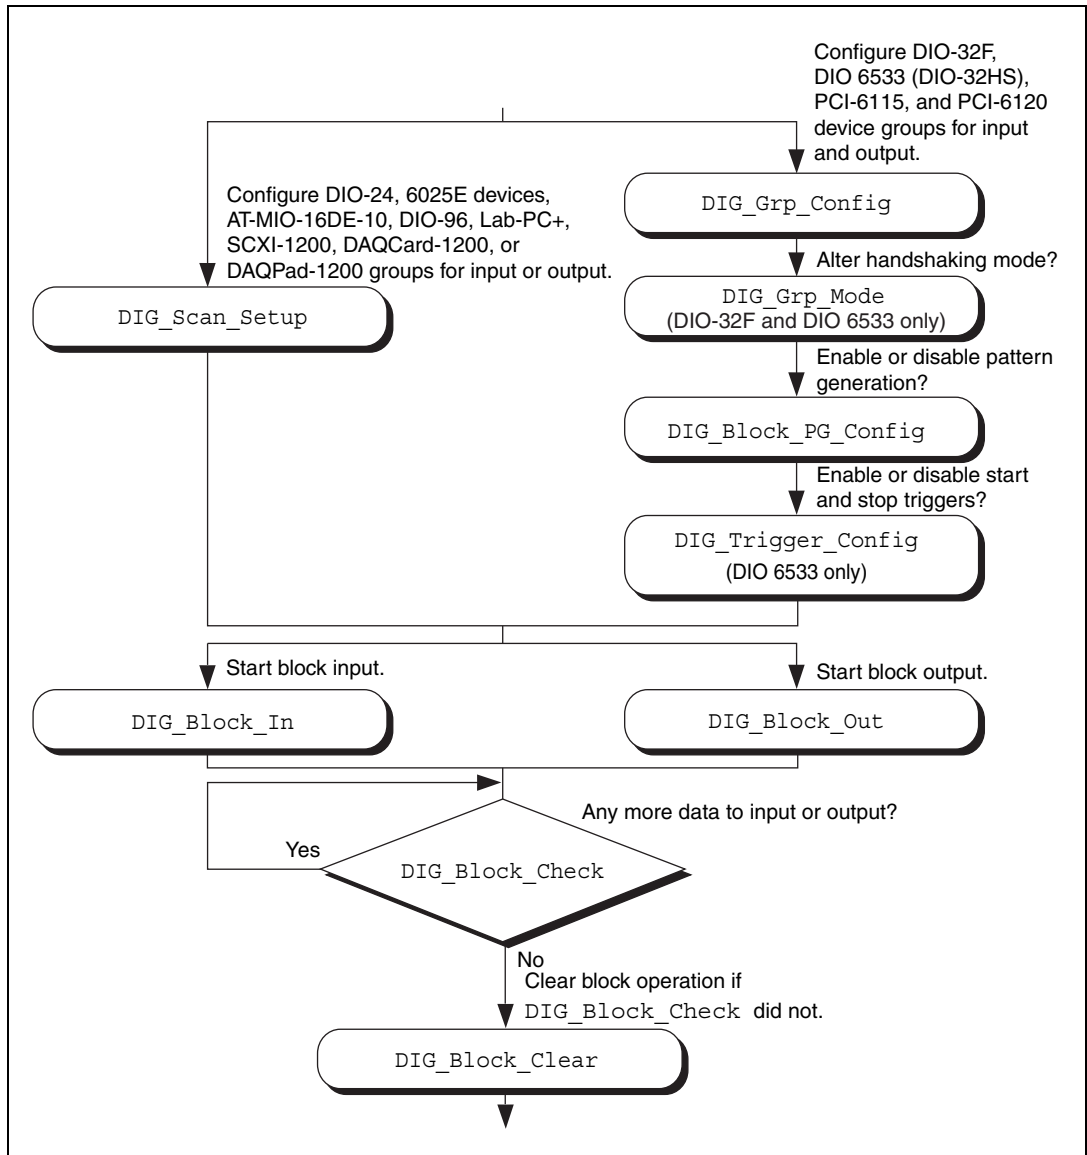 Configure DIO-32F,
DIO 6533 (DIO-32HS),
PCI-6115, and PCI-6120
device groups for input
and output.
Configure DIO-24, 6025E devices,
AT-MIO-16DE-10, DIO-96, Lab-PC+,
SCXI-1200, DAQCard-1200, or
DAQPad-1200 groups for input or output.
DIG_Scan_Setup
DIG_Grp_Config
Alter handshaking mode?
DIG_Grp_Mode
(DIO-32F and DIO 6533 only)
Enable or disable pattern
generation?
DIG_Block_PG_Config
Enable or disable start
and stop triggers?
DIG_Trigger_Config
(DIO 6533 only)
Start block input.
DIG_Block_In
Start block output.
DIG_Block_Out
Any more data to input or output?
Yes
DIG_Block_Check
No
Clear block operation if
DIG_Block_Check did not.
DIG_Block_Clear